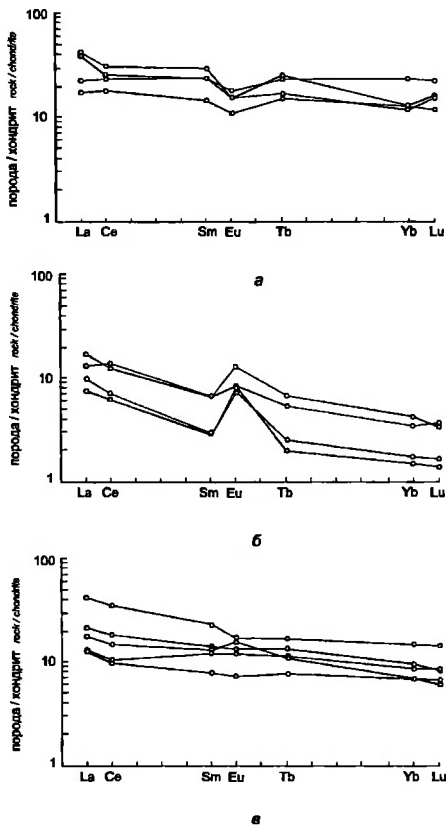 порода / хондрит rock / chondrite
100
10
1
La Ce Sm Eu Tb Yb Lu
а
порода / хондрит rock / chondrite
100
10
1
La Ce Sm Eu Tb Yb Lu
б
порода / хондрит rock / chondrite
100
10
1
La Ce Sm Eu Tb Yb Lu
в